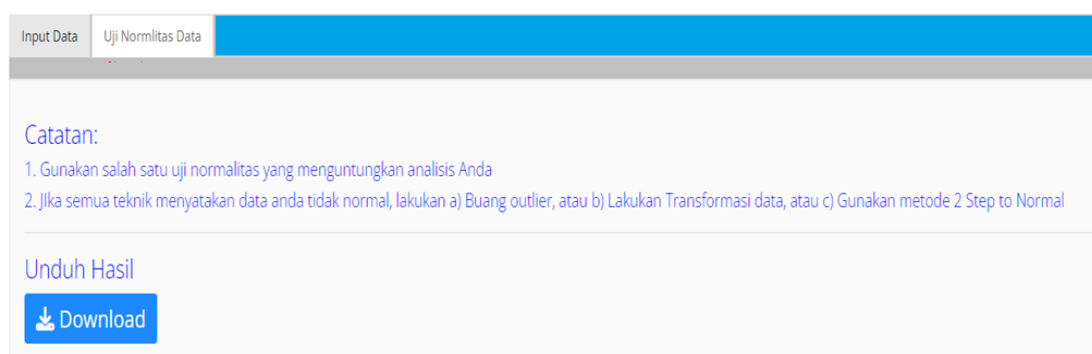 Input Data
Uji Normlitas Data
Catatan:
1. Gunakan salah satu uji normalitas yang menguntungkan analisis Anda
2. JIka semua teknik menyatakan data anda tidak normal, lakukan a) Buang outlier, atau b) Lakukan Transformasi data, atau c) Gunakan metode 2 Step to Normal
Unduh Hasil
Download